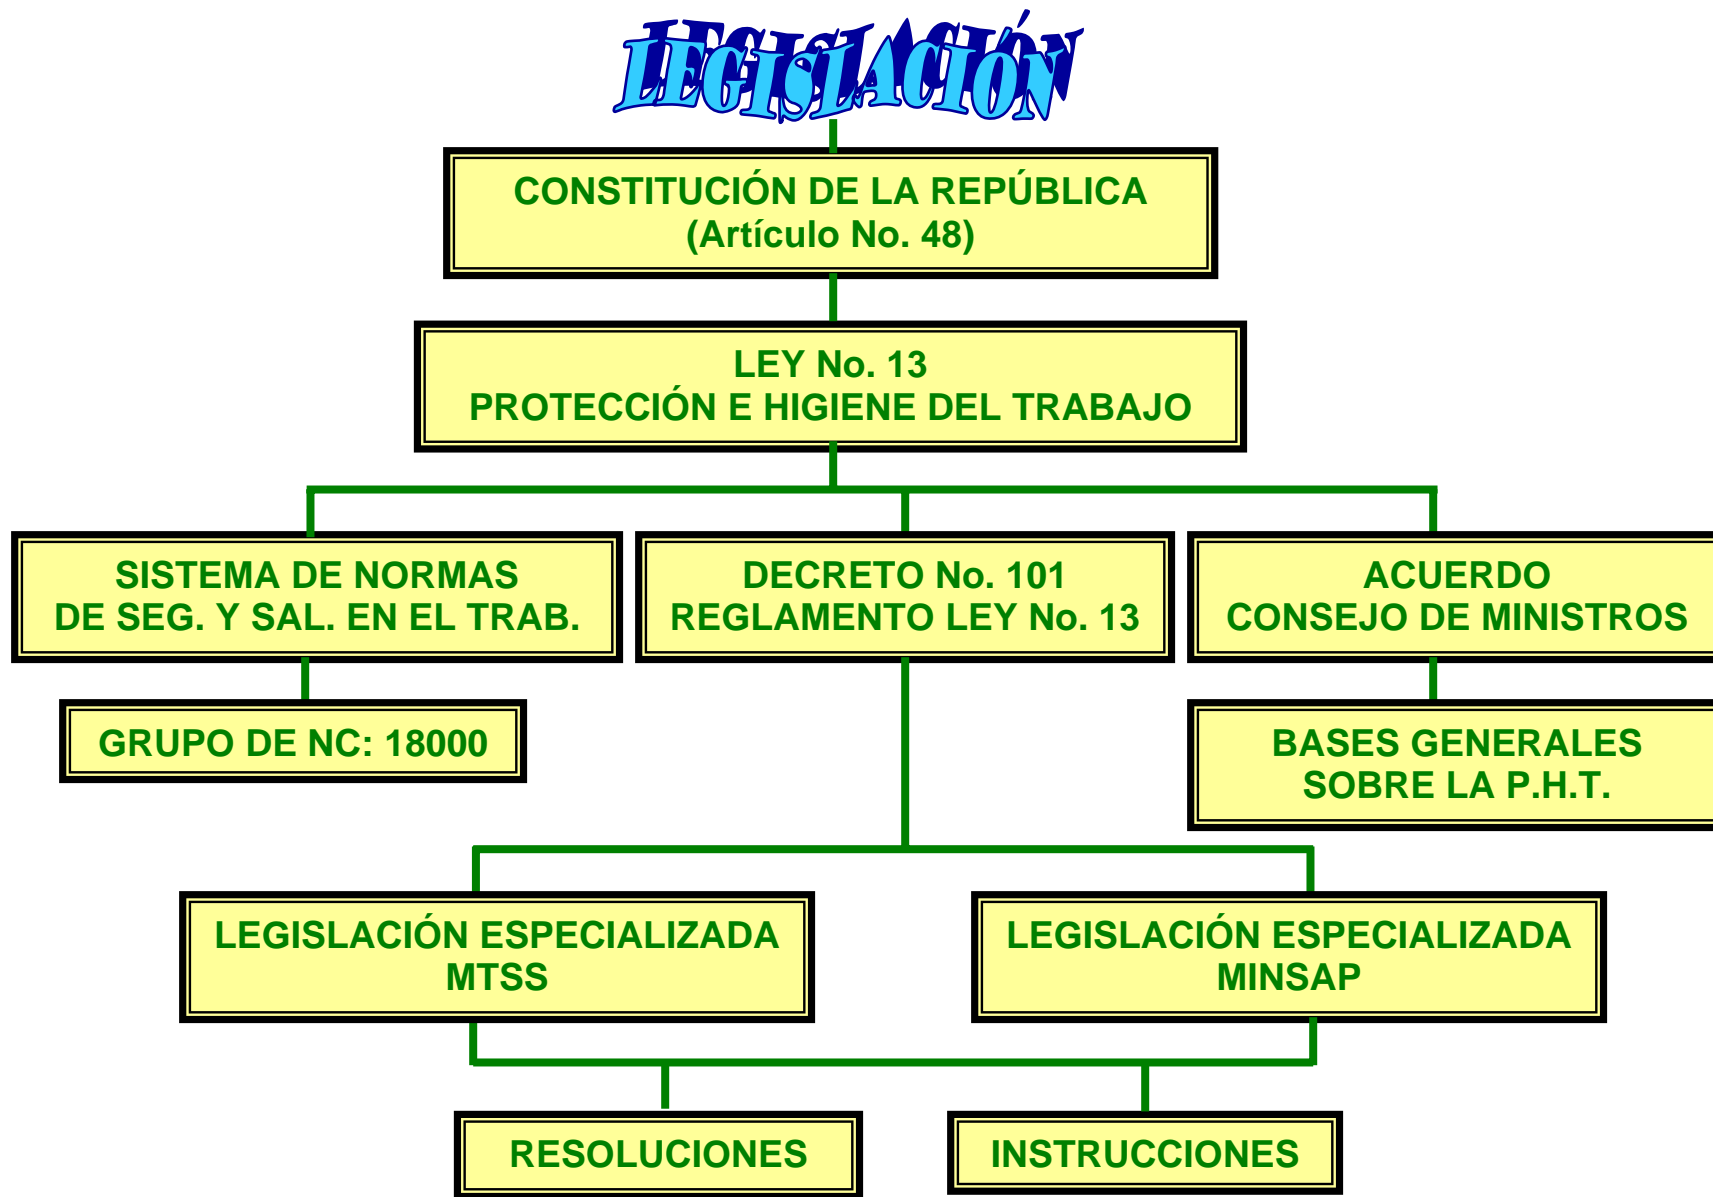 LEGISLACIÓN
CONSTITUCIÓN DE LA REPÚBLICA
(Artículo No. 48)
LEY No. 13
PROTECCIÓN E HIGIENE DEL TRABAJO
SISTEMA DE NORMAS
DE SEG. Y SAL. EN EL TRAB.
DECRETO No. 101
REGLAMENTO LEY No. 13
ACUERDO
CONSEJO DE MINISTROS
GRUPO DE NC: 18000
BASES GENERALES
SOBRE LA P.H.T.
LEGISLACIÓN ESPECIALIZADA
MTSS
LEGISLACIÓN ESPECIALIZADA
MINSAP
RESOLUCIONES
INSTRUCCIONES